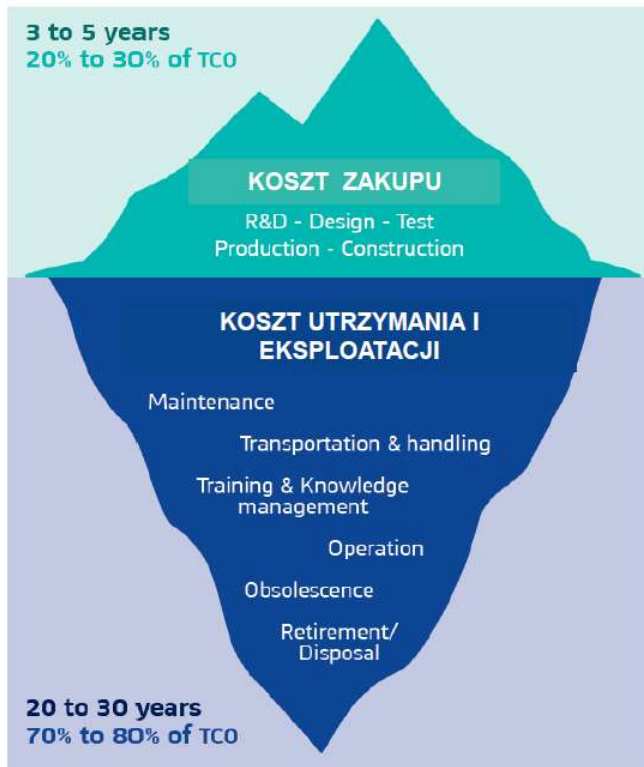 3 to 5 years
20% to 30% of TCO
KOSZT ZAKUPU
R&D - Design - Test
Production - Construction
KOSZT UTRZYMANIA I
EKSPLOATACJI
Maintenance
Transportation & handling
Training & Knowledge
management
Operation
Obsolescence
Retirement/
Disposal
20 to 30 years
70% to 80% of TCO